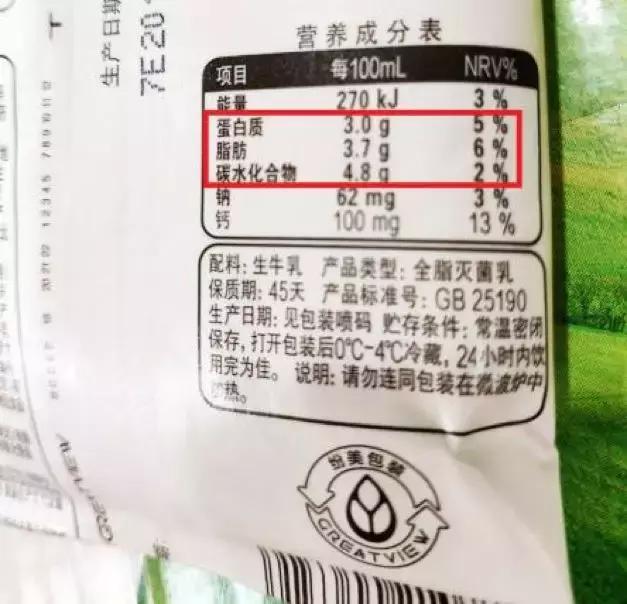 营养成分表
项目 每100mL NRV%
能量 270 kJ 3 %
蛋白质 3.0 g 5 %
脂肪 3.7 g 6 %
碳水化合物 4.8 g 2 %
钠 62 mg 3 %
钙 100 mg 13 %
配料: 生牛乳 产品类型: 全脂灭菌乳
保质期: 45天 产品标准号: GB 25190
生产日期: 见包装喷码 贮存条件: 常温密闭
保存, 打开包装后0℃-4℃冷藏, 24小时内饮
用完为佳。 说明: 请勿连同包装在微波炉中
加热。
纷美包装
GREATVIEW
生产日期
7E20